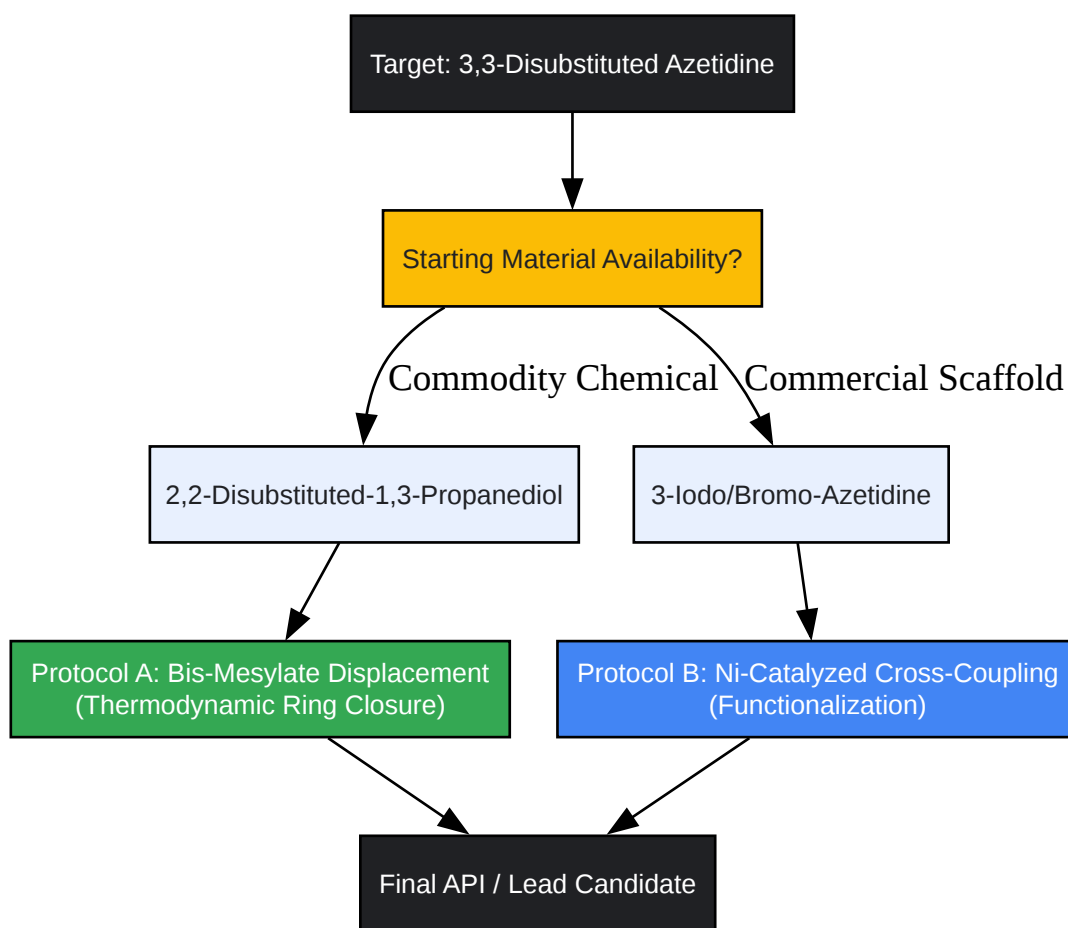 Target: 3,3-Disubstituted Azetidine
Starting Material Availability?
Commodity Chemical
Commercial Scaffold
2,2-Disubstituted-1,3-Propanediol
3-Iodo/Bromo-Azetidine
Protocol A: Bis-Mesylate Displacement
(Thermodynamic Ring Closure)
Protocol B: Ni-Catalyzed Cross-Coupling
(Functionalization)
Final API / Lead Candidate